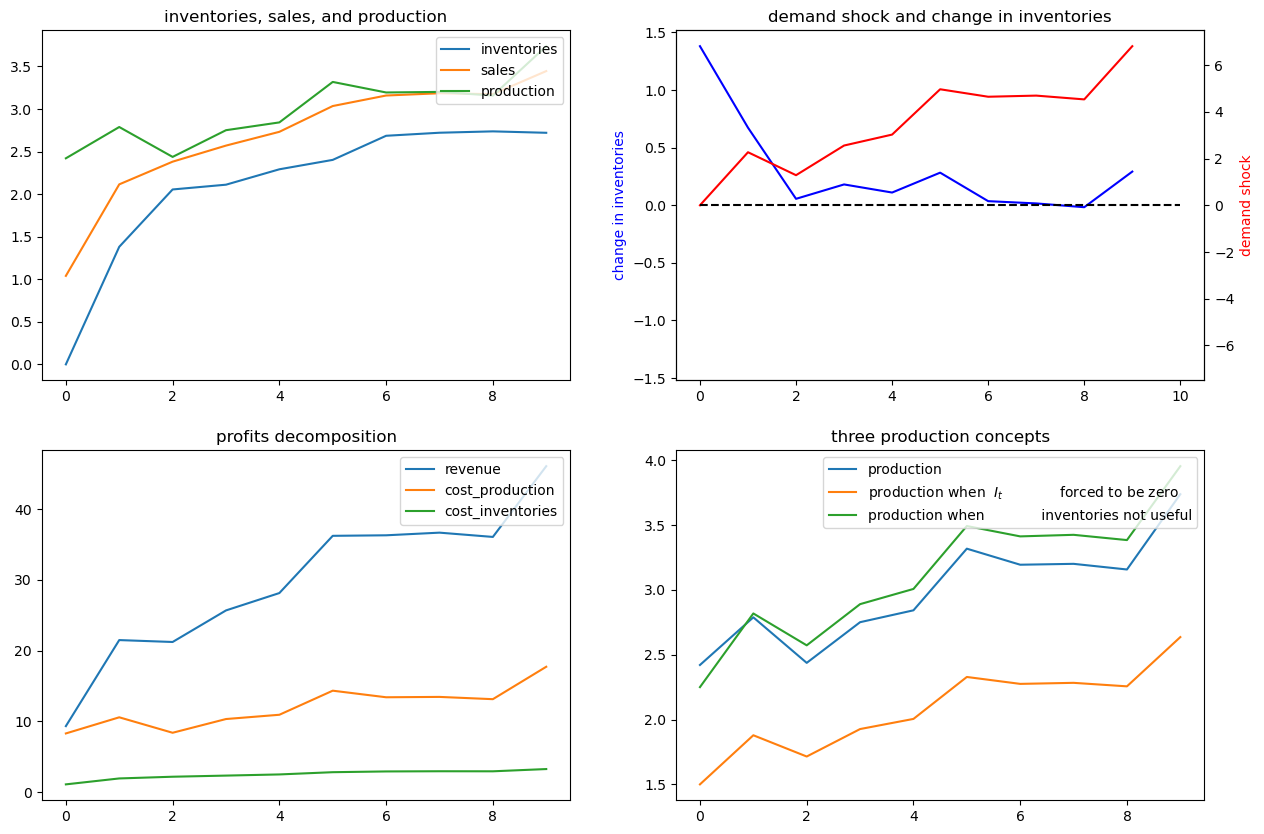 inventories, sales, and production
inventories
sales
production
3.5
3.0
2.5
2.0
1.5
1.0
0.5
0.0
0 2 4 6 8
demand shock and change in inventories
change in inventories
1.5
1.0
0.5
0.0
−0.5
−1.0
−1.5
6
4
2
0
−2
−4
−6
demand shock
0 2 4 6 8 10
profits decomposition
revenue
cost_production
cost_inventories
40
30
20
10
0
0 2 4 6 8
three production concepts
production
production when I_t forced to be zero
production when inventories not useful
4.0
3.5
3.0
2.5
2.0
1.5
0 2 4 6 8